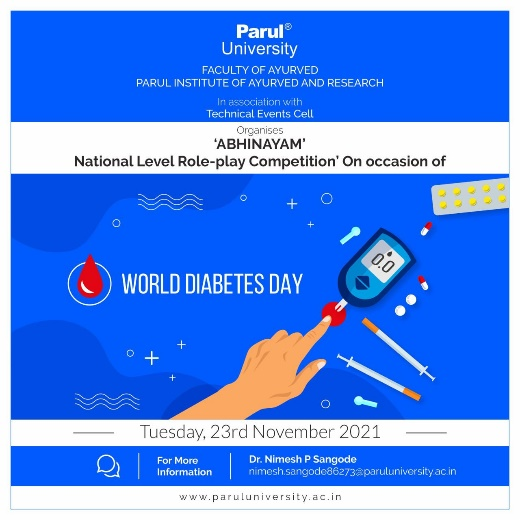 Parul®
University
FACULTY OF AYURVED
PARUL INSTITUTE OF AYURVED AND RESEARCH
In association with
Technical Events Cell
Organises
‘ABHINAYAM’
National Level Role-play Competition’ On occasion of
0.0
WORLD DIABETES DAY
Tuesday, 23rd November 2021
For More
Information
Dr. Nimesh P Sangode
nimesh.sangode86273@paruluniversity.ac.in
www.paruluniversity.ac.in